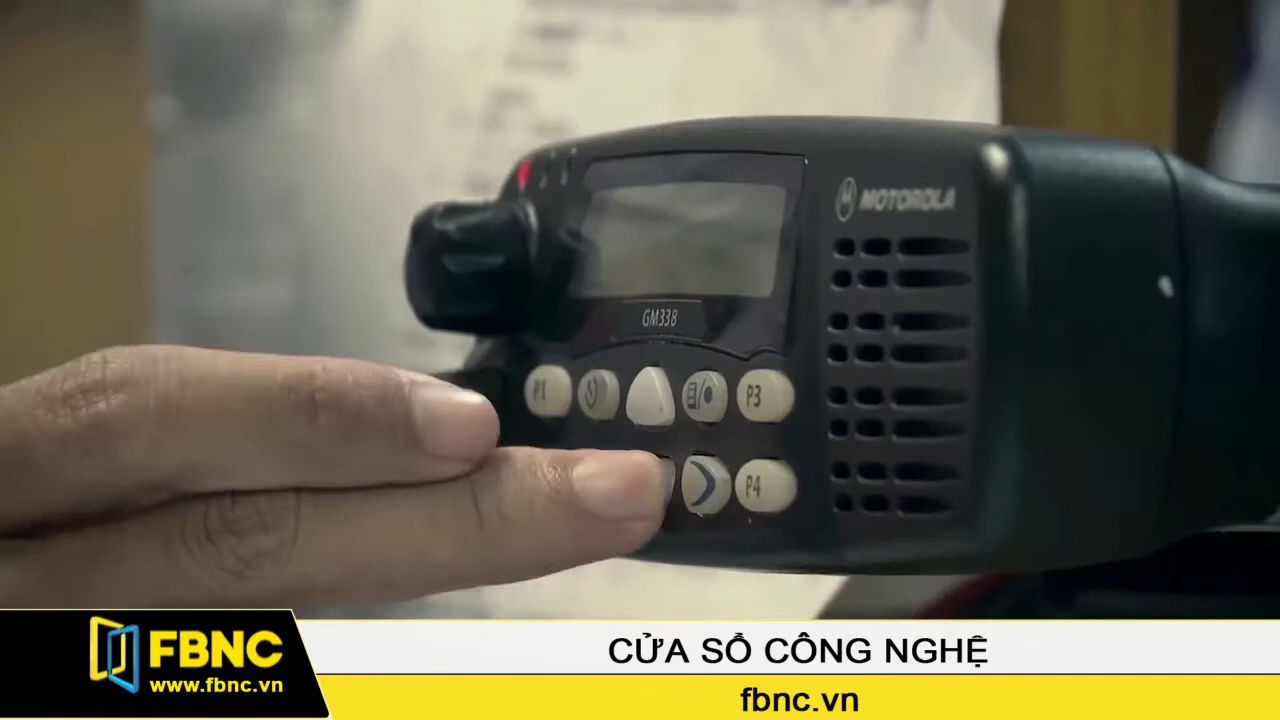 MOTOROLA
GM338
P1
P3
P4
FBNC
www.fbnc.vn
CỬA SỔ CÔNG NGHỆ
fbnc.vn